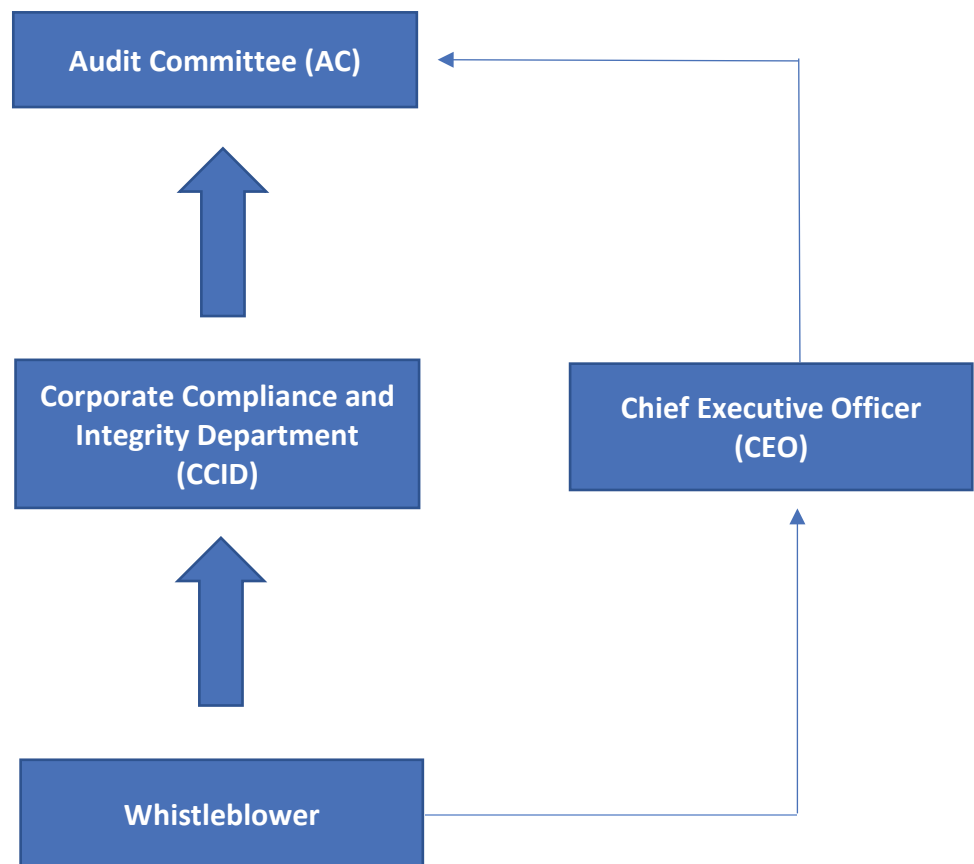 Audit Committee (AC)
Corporate Compliance and
Integrity Department
(CCID)
Chief Executive Officer
(CEO)
Whistleblower